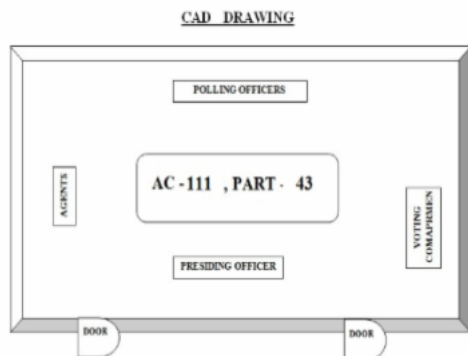 CAD DRAWING
POLLING OFFICERS
AGENTS
AC -111 , PART - 43
VOTING
COMAPRMEN
PRESIDING OFFICER
DOOR
DOOR